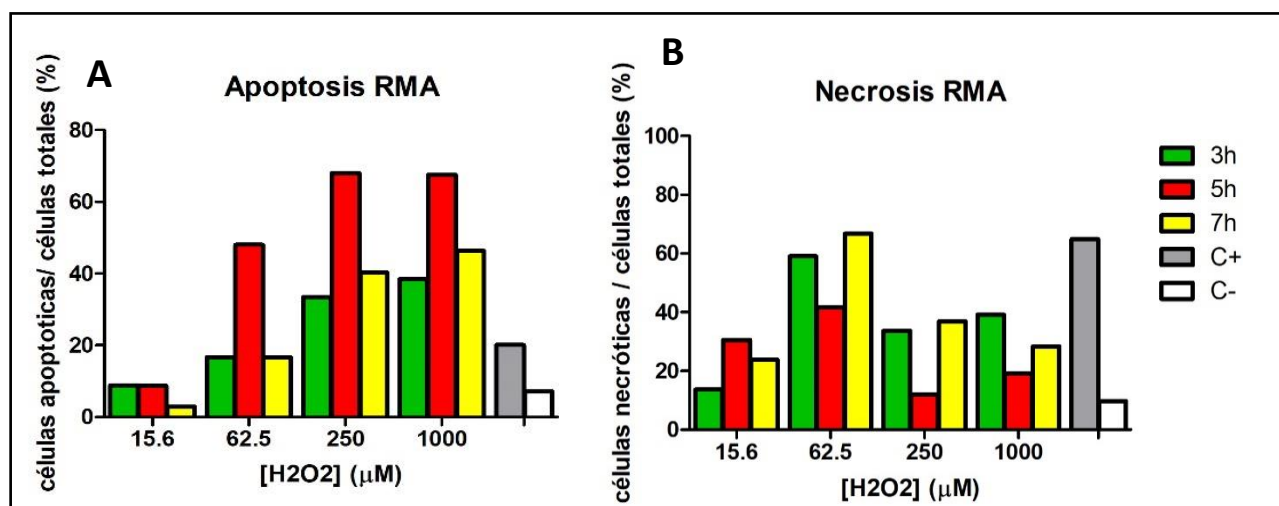 A
Apoptosis RMA
células apoptoticas/ células totales (%)
80
60
40
20
0
15.6
62.5
250
1000
[H2O2] (μM)
B
Necrosis RMA
células necróticas / células totales (%)
100
80
60
40
20
0
15.6
62.5
250
1000
[H2O2] (μM)
3h
5h
7h
C+
C-